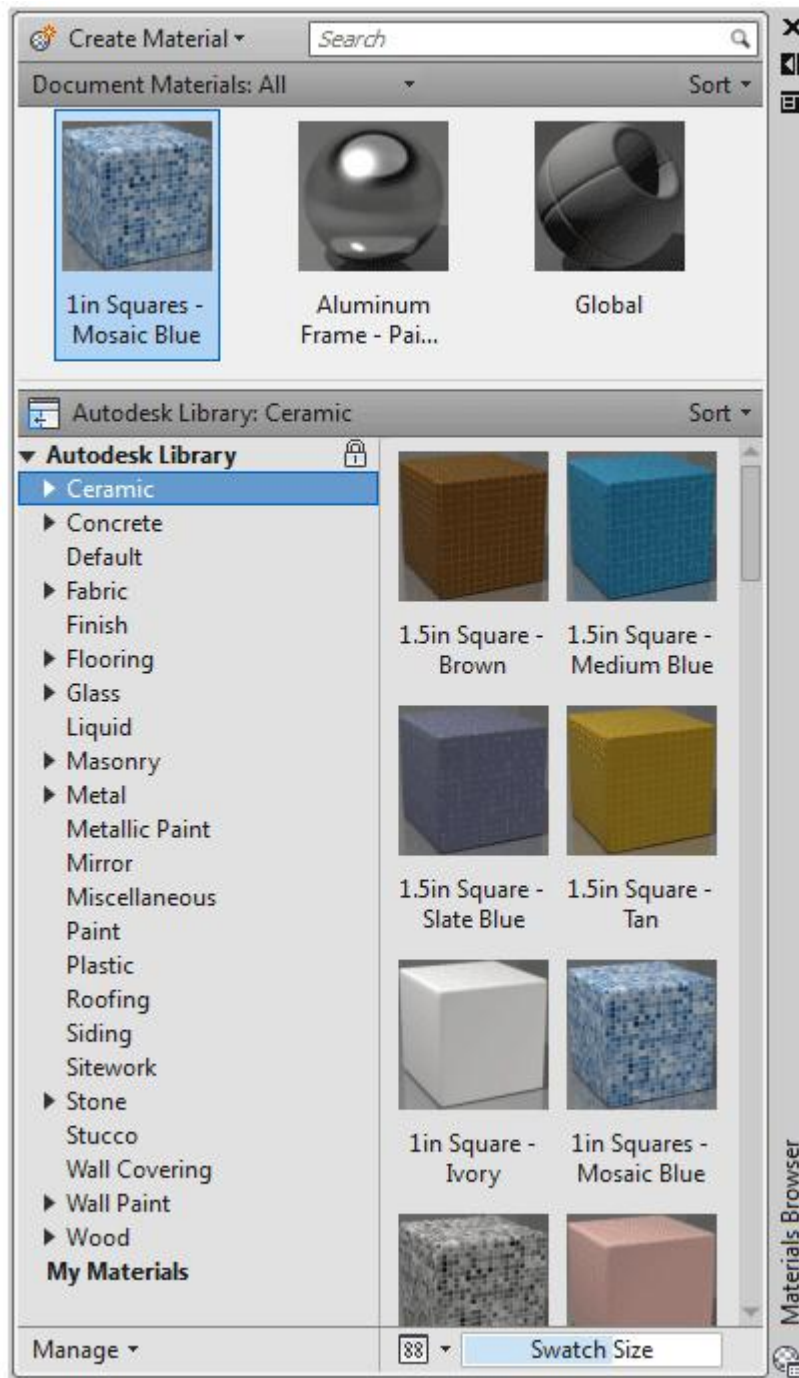 Create Material
Search
Document Materials: All
Sort
1in Squares -
Mosaic Blue
Aluminum
Frame - Pai...
Global
Autodesk Library: Ceramic
Sort
Autodesk Library
Ceramic
Concrete
Default
Fabric
Finish
Flooring
Glass
Liquid
Masonry
Metal
Metallic Paint
Mirror
Miscellaneous
Paint
Plastic
Roofing
Siding
Sitework
Stone
Stucco
Wall Covering
Wall Paint
Wood
My Materials
1.5in Square -
Brown
1.5in Square -
Medium Blue
1.5in Square -
Slate Blue
1.5in Square -
Tan
1in Square -
Ivory
1in Squares -
Mosaic Blue
Manage
Swatch Size
Materials Browser